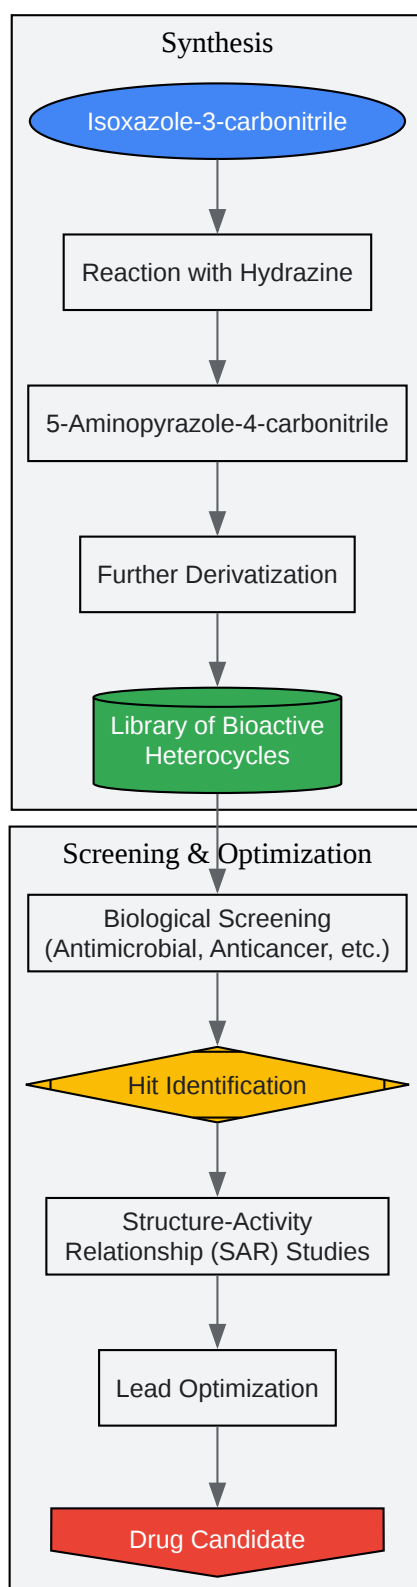 Synthesis
Isoxazole-3-carbonitrile
Reaction with Hydrazine
5-Aminopyrazole-4-carbonitrile
Further Derivatization
Library of Bioactive
Heterocycles
Screening & Optimization
Biological Screening
(Antimicrobial, Anticancer, etc.)
Hit Identification
Structure-Activity
Relationship (SAR) Studies
Lead Optimization
Drug Candidate